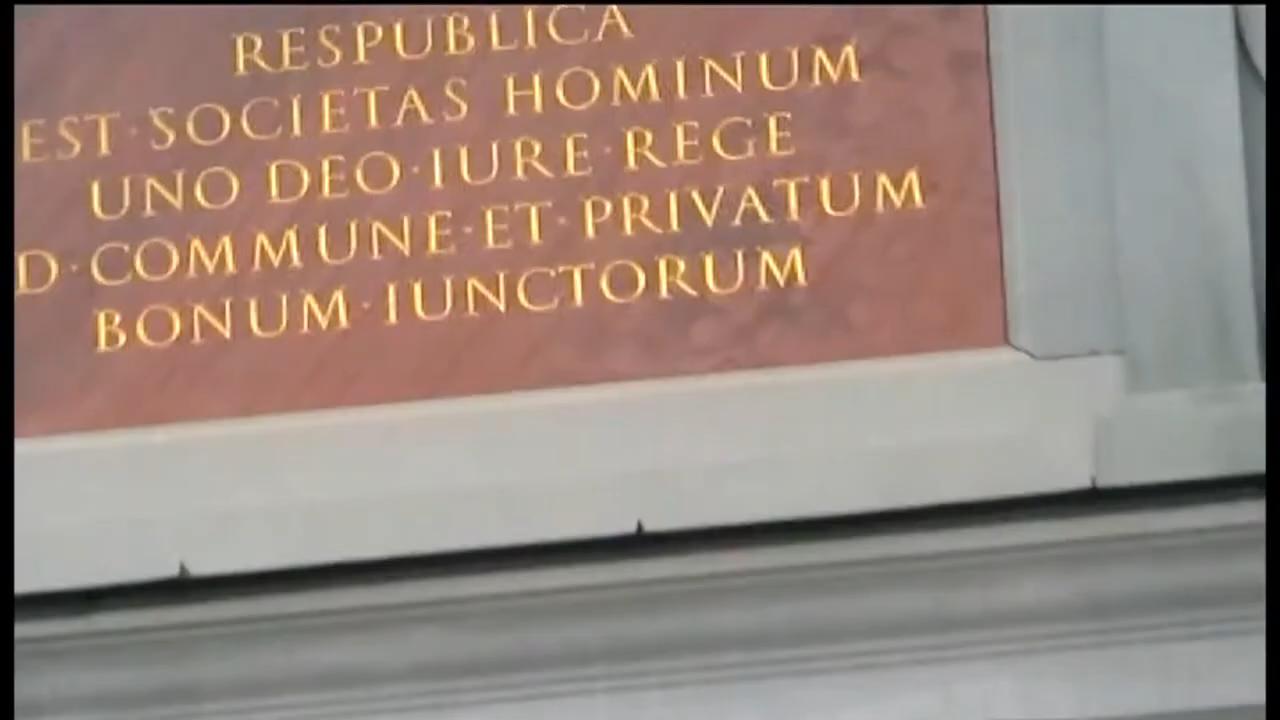 RESPUBLICA
EST·SOCIETAS HOMINUM
UNO DEO·IURE·REGE
D·COMMUNE·ET·PRIVATUM
BONUM·IUNCTORUM